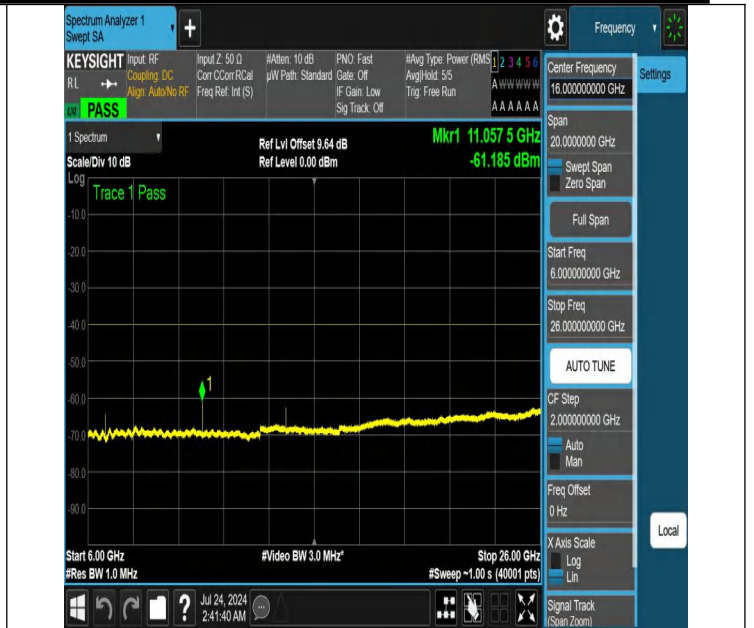 Spectrum Analyzer 1
Swept SA
+
Frequency
KEYSIGHT
RL
LXI
PASS
Input: RF
Coupling: DC
Align: Auto/No RF
Input Z: 50 Ω
Corr CCorr RCal
Freq Ref: Int (S)
#Atten: 10 dB
µW Path: Standard
PNO: Fast
Gate: Off
IF Gain: Low
Sig Track: Off
#Avg Type: Power (RMS
Avg|Hold: 5/5
Trig: Free Run
1 2 3 4 5 6
A W W W W W
A A A A A A
Center Frequency
16.000000000 GHz
Settings
1 Spectrum
Scale/Div 10 dB
Log
Ref Lvl Offset 9.64 dB
Ref Level 0.00 dBm
Mkr1 11.057 5 GHz
-61.185 dBm
Trace 1 Pass
-10.0
-20.0
-30.0
-40.0
-50.0
-60.0
-70.0
-80.0
-90.0
1
Start 6.00 GHz
#Res BW 1.0 MHz
#Video BW 3.0 MHz*
Stop 26.00 GHz
#Sweep ~1.00 s (40001 pts)
Span
20.0000000 GHz
Swept Span
Zero Span
Full Span
Start Freq
6.000000000 GHz
Stop Freq
26.000000000 GHz
AUTO TUNE
CF Step
2.000000000 GHz
Auto
Man
Freq Offset
0 Hz
X Axis Scale
Log
Lin
Local
Signal Track
(Span Zoom)
?
Jul 24, 2024
2:41:40 AM